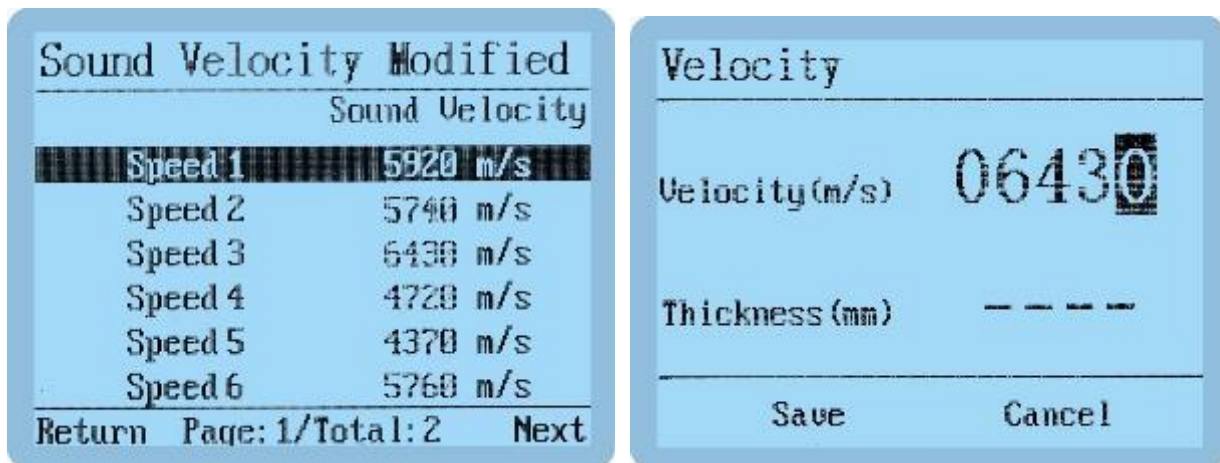 Sound Velocity Modified
Sound Velocity
Speed 1 5920 m/s
Speed 2 5740 m/s
Speed 3 6430 m/s
Speed 4 4720 m/s
Speed 5 4370 m/s
Speed 6 5760 m/s
Return Page: 1/Total: 2 Next
Velocity
Velocity(m/s) 06430
Thickness(mm) ----
Save Cancel